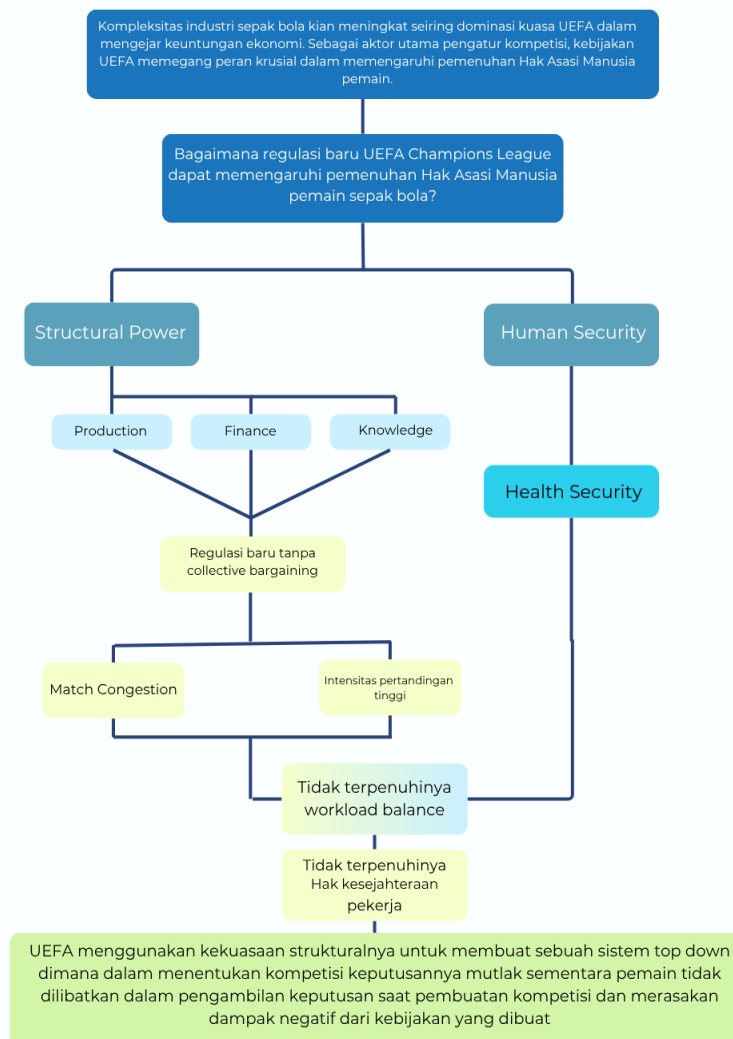 Kompleksitas industri sepak bola kian meningkat seiring dominasi kuasa UEFA dalam
mengejar keuntungan ekonomi. Sebagai aktor utama pengatur kompetisi, kebijakan
UEFA memegang peran krusial dalam memengaruhi pemenuhan Hak Asasi Manusia
pemain.
Bagaimana regulasi baru UEFA Champions League
dapat memengaruhi pemenuhan Hak Asasi Manusia
pemain sepak bola?
Structural Power
Human Security
Production
Finance
Knowledge
Health Security
Regulasi baru tanpa
collective bargaining
Match Congestion
Intensitas pertandingan
tinggi
Tidak terpenuhinya
workload balance
Tidak terpenuhinya
Hak kesejahteraan
pekerja
UEFA menggunakan kekuasaan strukturalnya untuk membuat sebuah sistem top down
dimana dalam menentukan kompetisi keputusannya mutlak sementara pemain tidak
dilibatkan dalam pengambilan keputusan saat pembuatan kompetisi dan merasakan
dampak negatif dari kebijakan yang dibuat